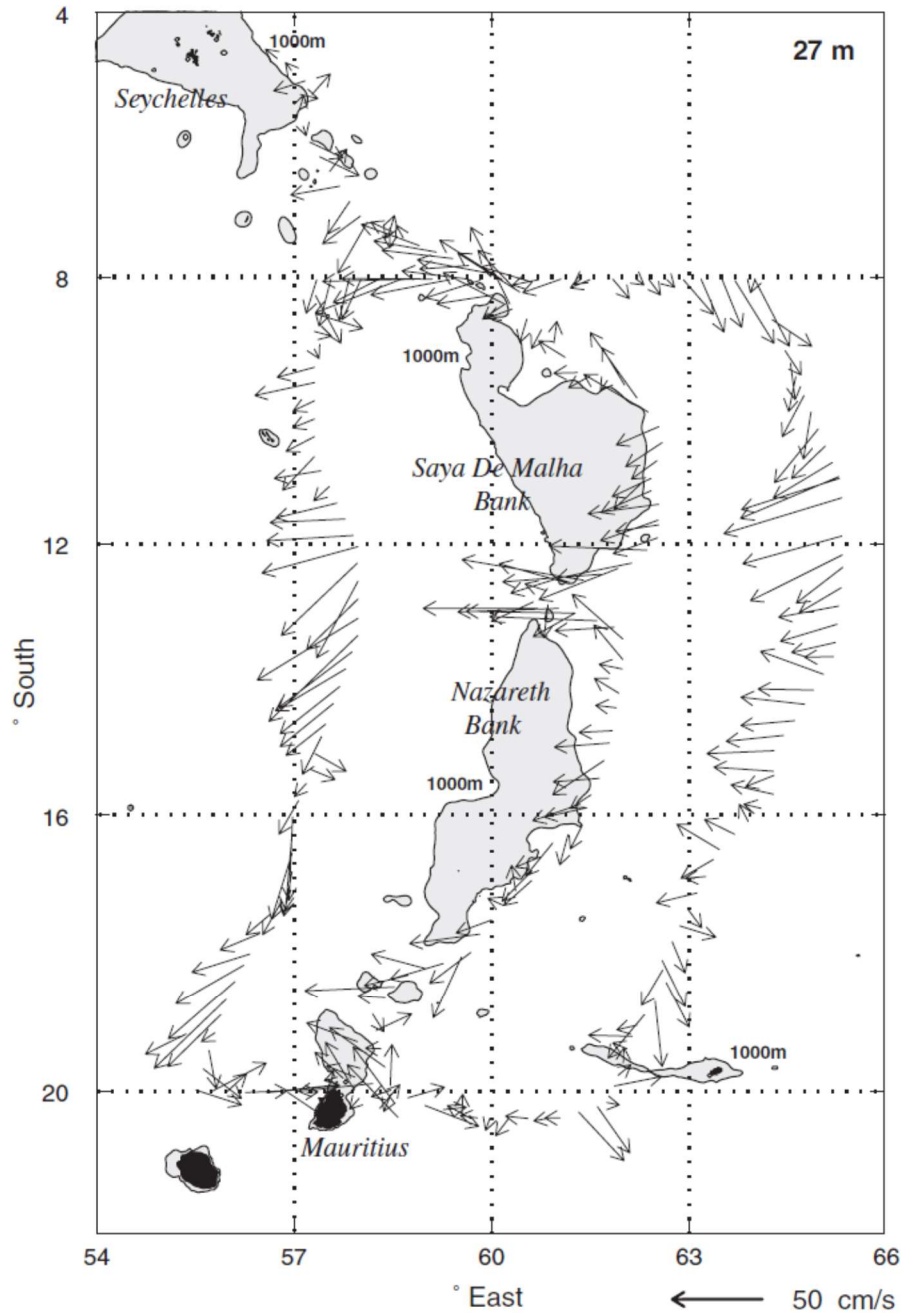 4
1000m
27 m
Seychelles
8
1000m
Saya De Malha
Bank
12
° South
Nazareth
Bank
1000m
16
1000m
20
Mauritius
54
57
60
63
66
° East
50 cm/s